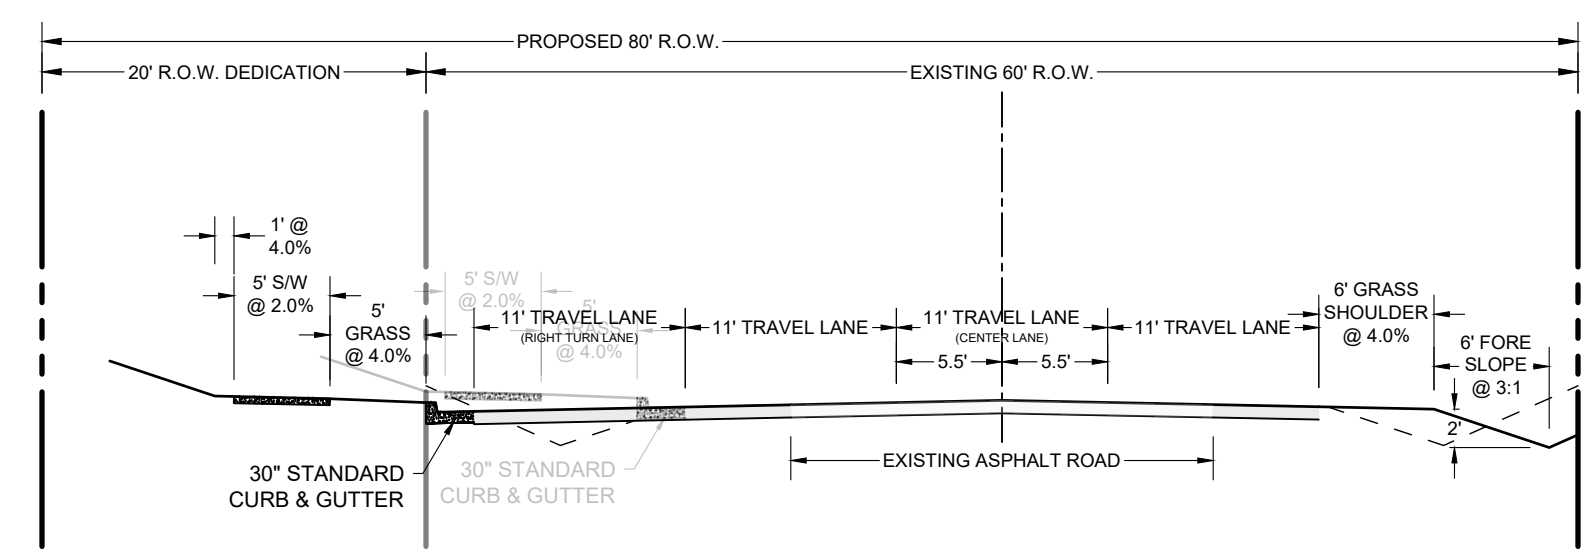 PROPOSED 80' R.O.W.
20' R.O.W. DEDICATION
EXISTING 60' R.O.W.
1' @
4.0%
5' S/W
@ 2.0%
5'
GRASS
@ 4.0%
5' S/W
@ 2.0%
5'
GRASS
@ 4.0%
11' TRAVEL LANE
(RIGHT TURN LANE)
11' TRAVEL LANE
11' TRAVEL LANE
(CENTER LANE)
5.5'
5.5'
11' TRAVEL LANE
6' GRASS
SHOULDER
@ 4.0%
6' FORE
SLOPE
@ 3:1
2'
EXISTING ASPHALT ROAD
30" STANDARD
CURB & GUTTER
30" STANDARD
CURB & GUTTER